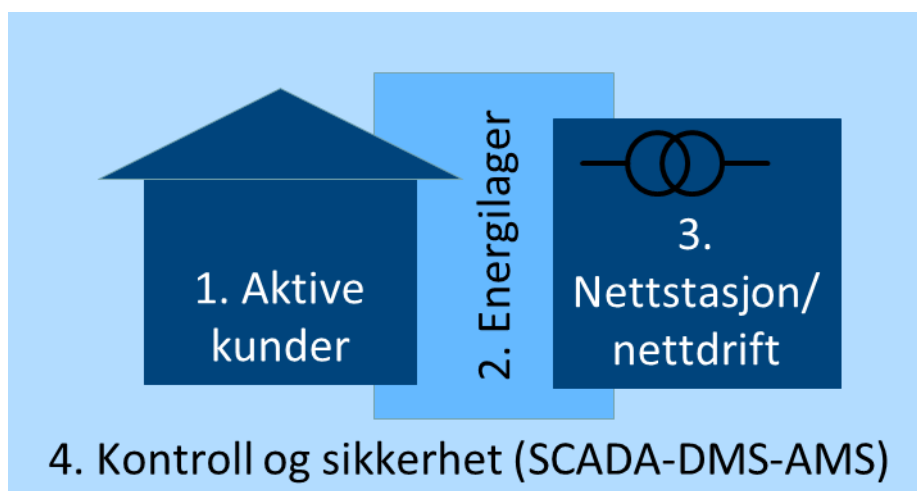 1. Aktive
kunder
2. Energilager
3.
Nettstasjon/
nettdrift
4. Kontroll og sikkerhet (SCADA-DMS-AMS)